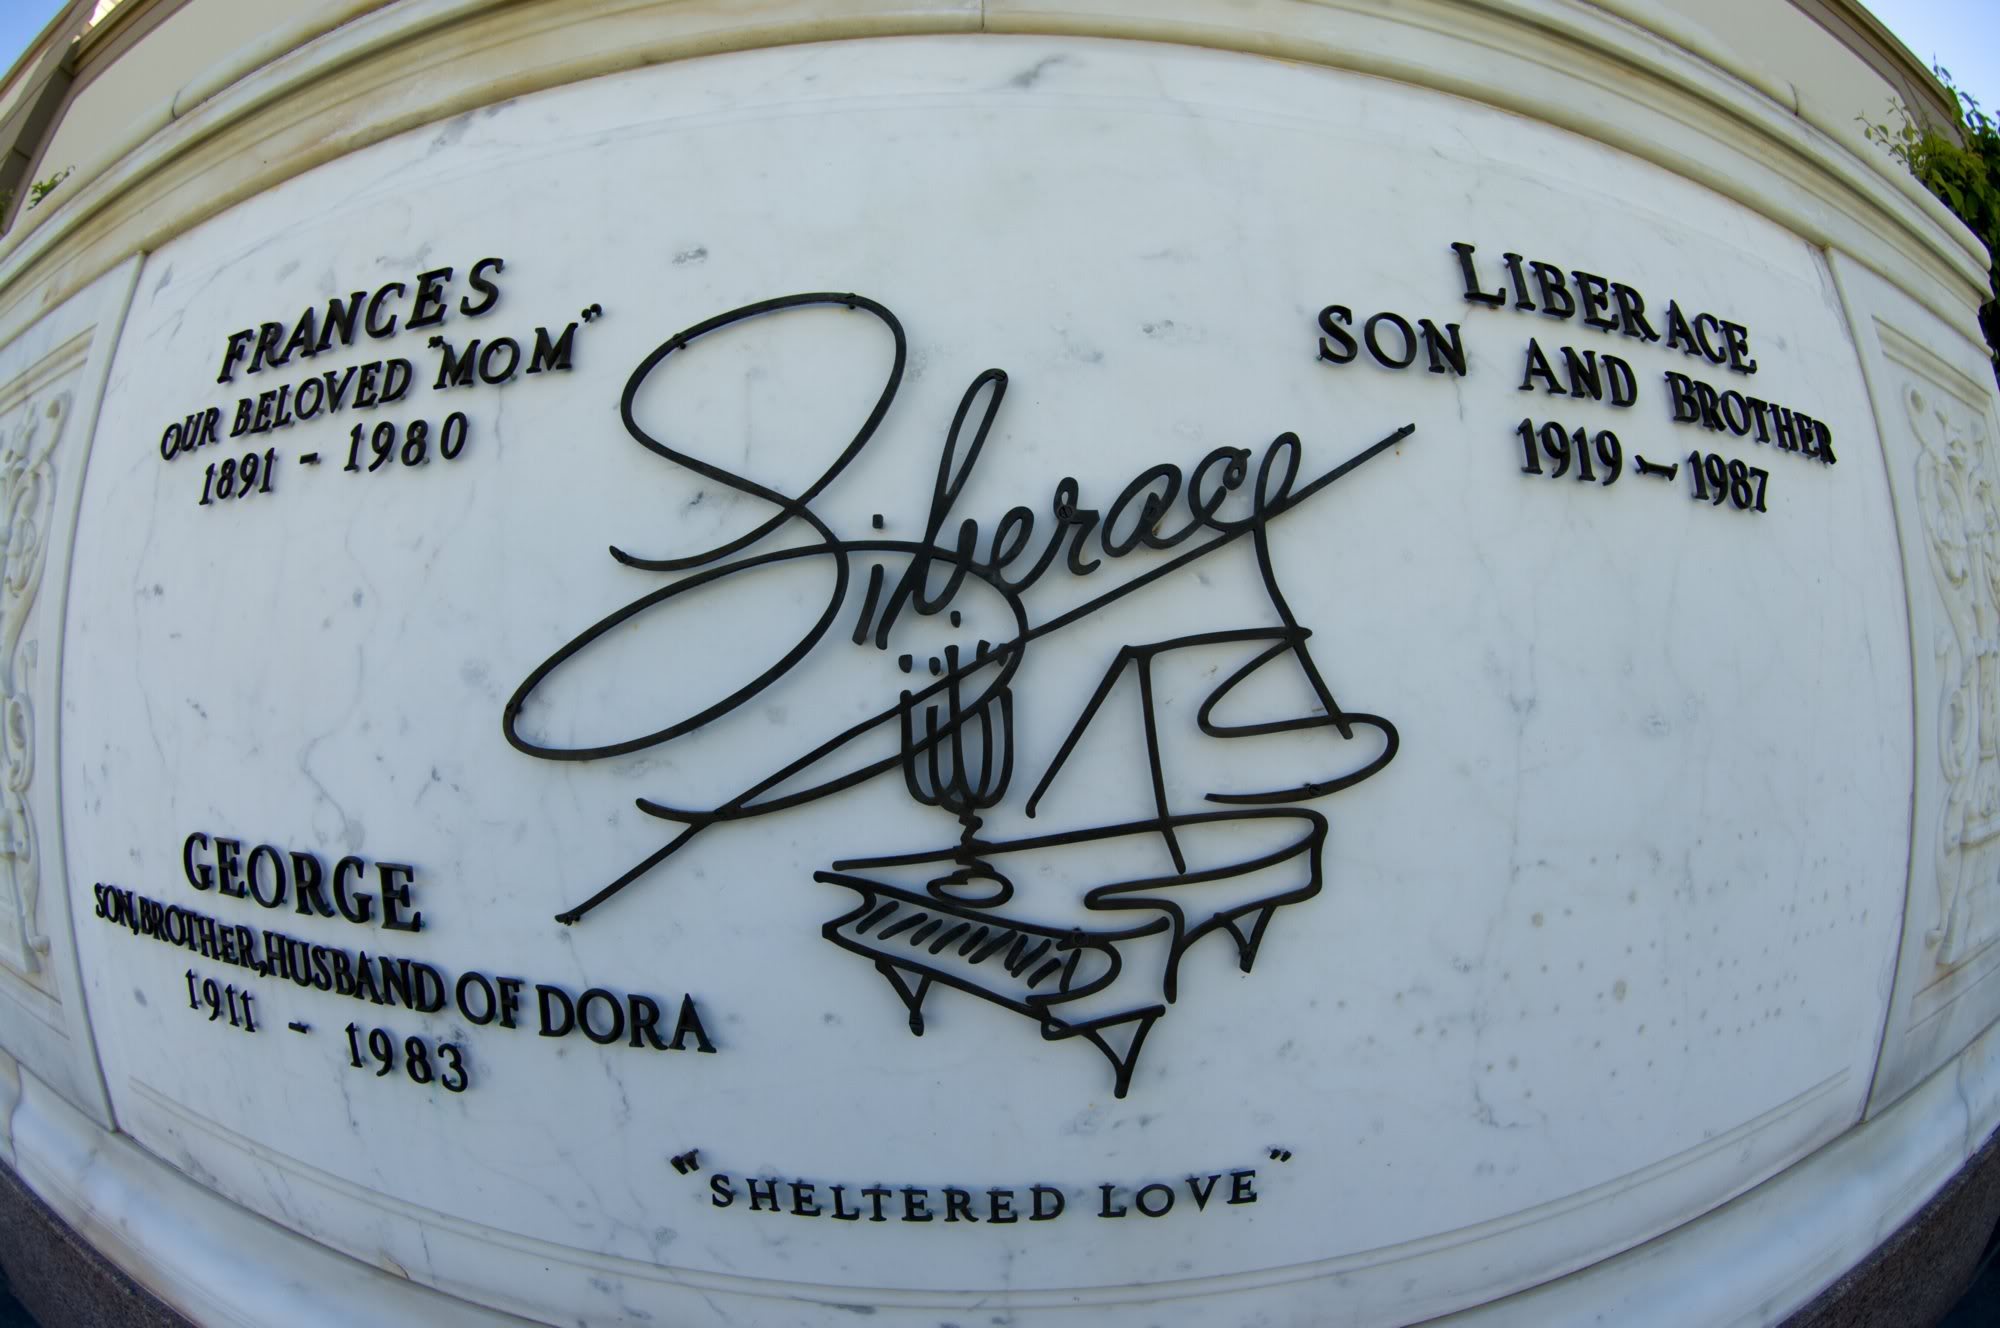 FRANCES
OUR BELOVED "MOM"
1891 - 1980
Liberace
LIBERACE
SON AND BROTHER
1919 - 1987
GEORGE
SON, BROTHER, HUSBAND OF DORA
1911 - 1983
"SHELTERED LOVE"